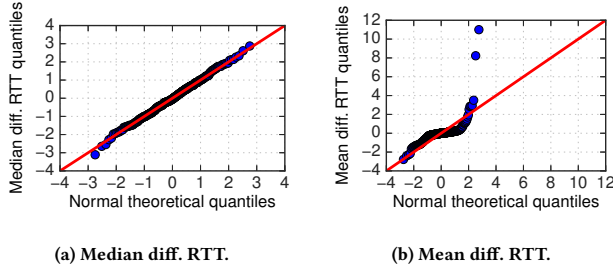 Median diff. RTT quantiles
4
3
2
1
0
−1
−2
−3
−4
−4 −3 −2 −1 0 1 2 3 4
Normal theoretical quantiles
(a) Median diff. RTT.
Mean diff. RTT quantiles
12
10
8
6
4
2
0
−2
−4
−4 −2 0 2 4 6 8 10 12
Normal theoretical quantiles
(b) Mean diff. RTT.